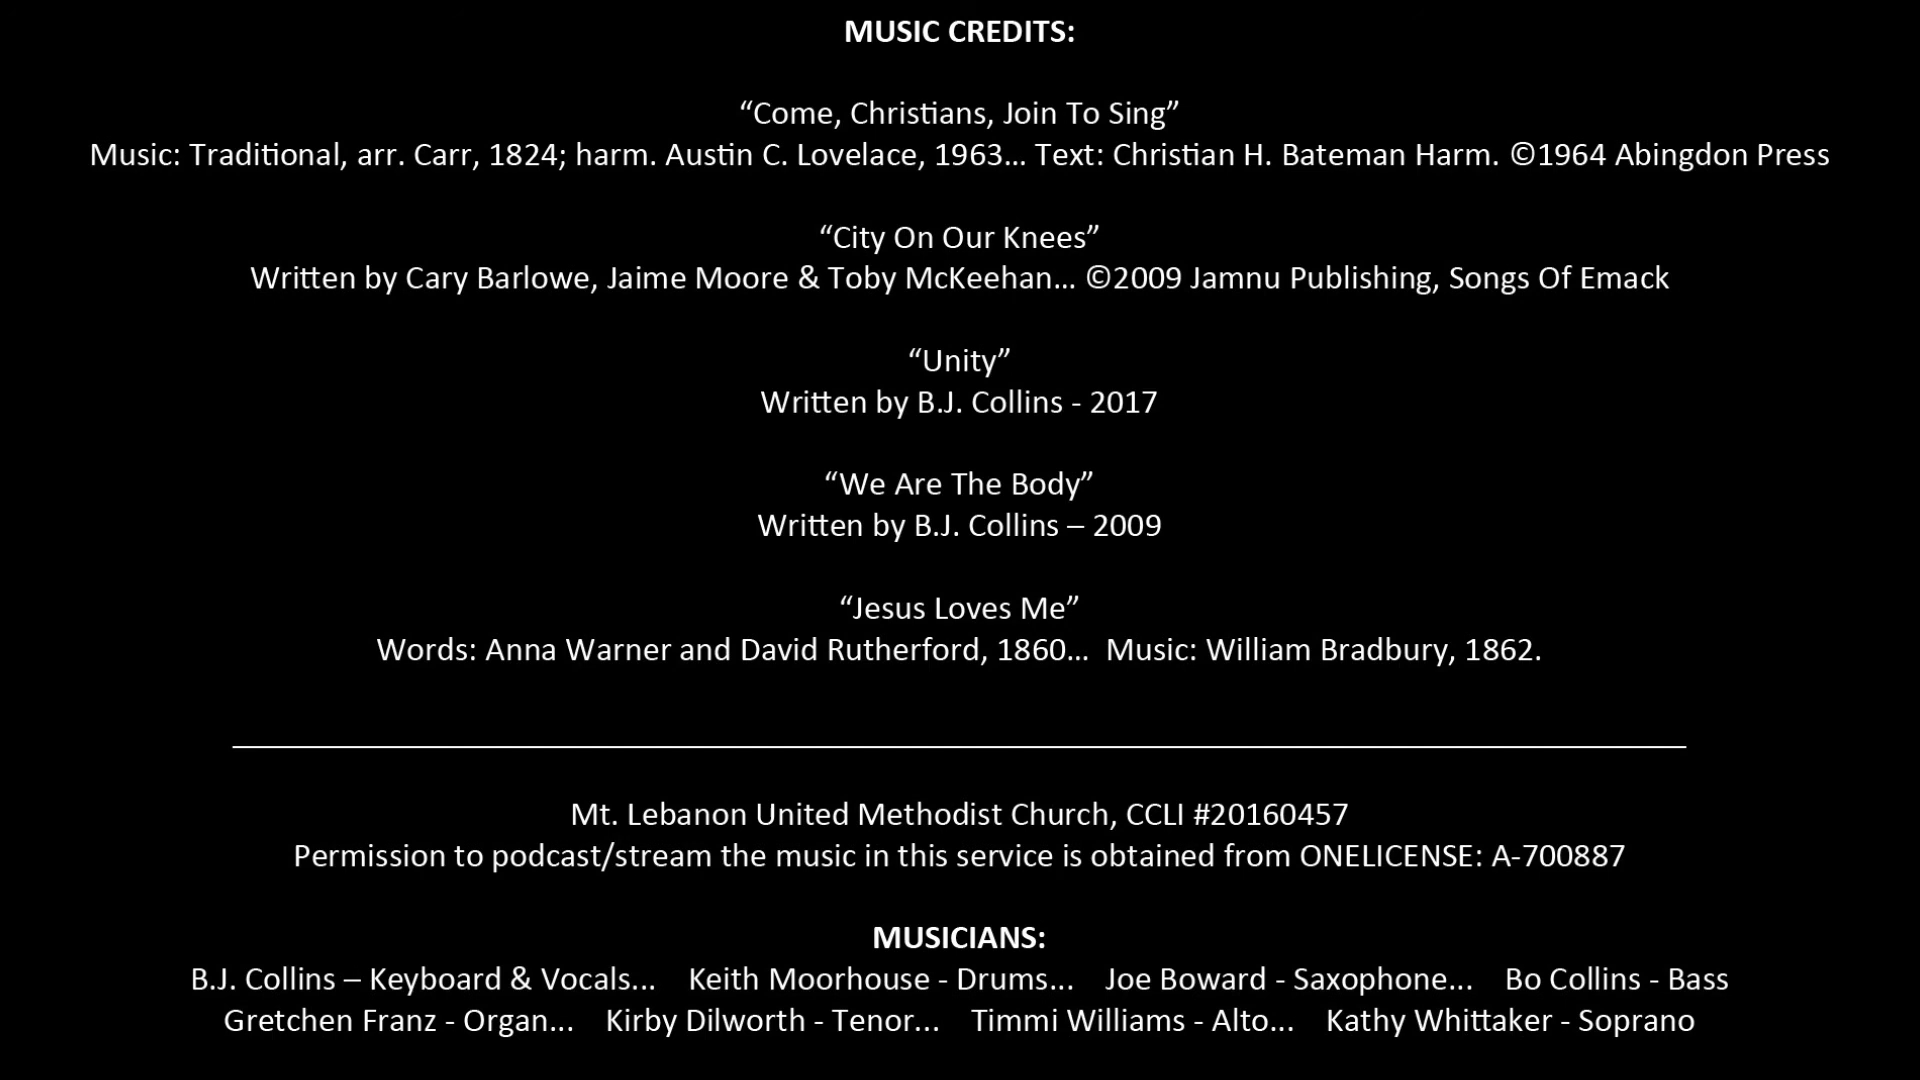 MUSIC CREDITS:
“Come, Christians, Join To Sing”
Music: Traditional, arr. Carr, 1824; harm. Austin C. Lovelace, 1963... Text: Christian H. Bateman Harm. ©1964 Abingdon Press
“City On Our Knees”
Written by Cary Barlowe, Jaime Moore & Toby McKeehan... ©2009 Jamnu Publishing, Songs Of Emack
“Unity”
Written by B.J. Collins - 2017
“We Are The Body”
Written by B.J. Collins – 2009
“Jesus Loves Me”
Words: Anna Warner and David Rutherford, 1860... Music: William Bradbury, 1862.
Mt. Lebanon United Methodist Church, CCLI #20160457
Permission to podcast/stream the music in this service is obtained from ONELICENSE: A-700887
MUSICIANS:
B.J. Collins – Keyboard & Vocals... Keith Moorhouse - Drums... Joe Boward - Saxophone... Bo Collins - Bass
Gretchen Franz - Organ... Kirby Dilworth - Tenor... Timmi Williams - Alto... Kathy Whittaker - Soprano